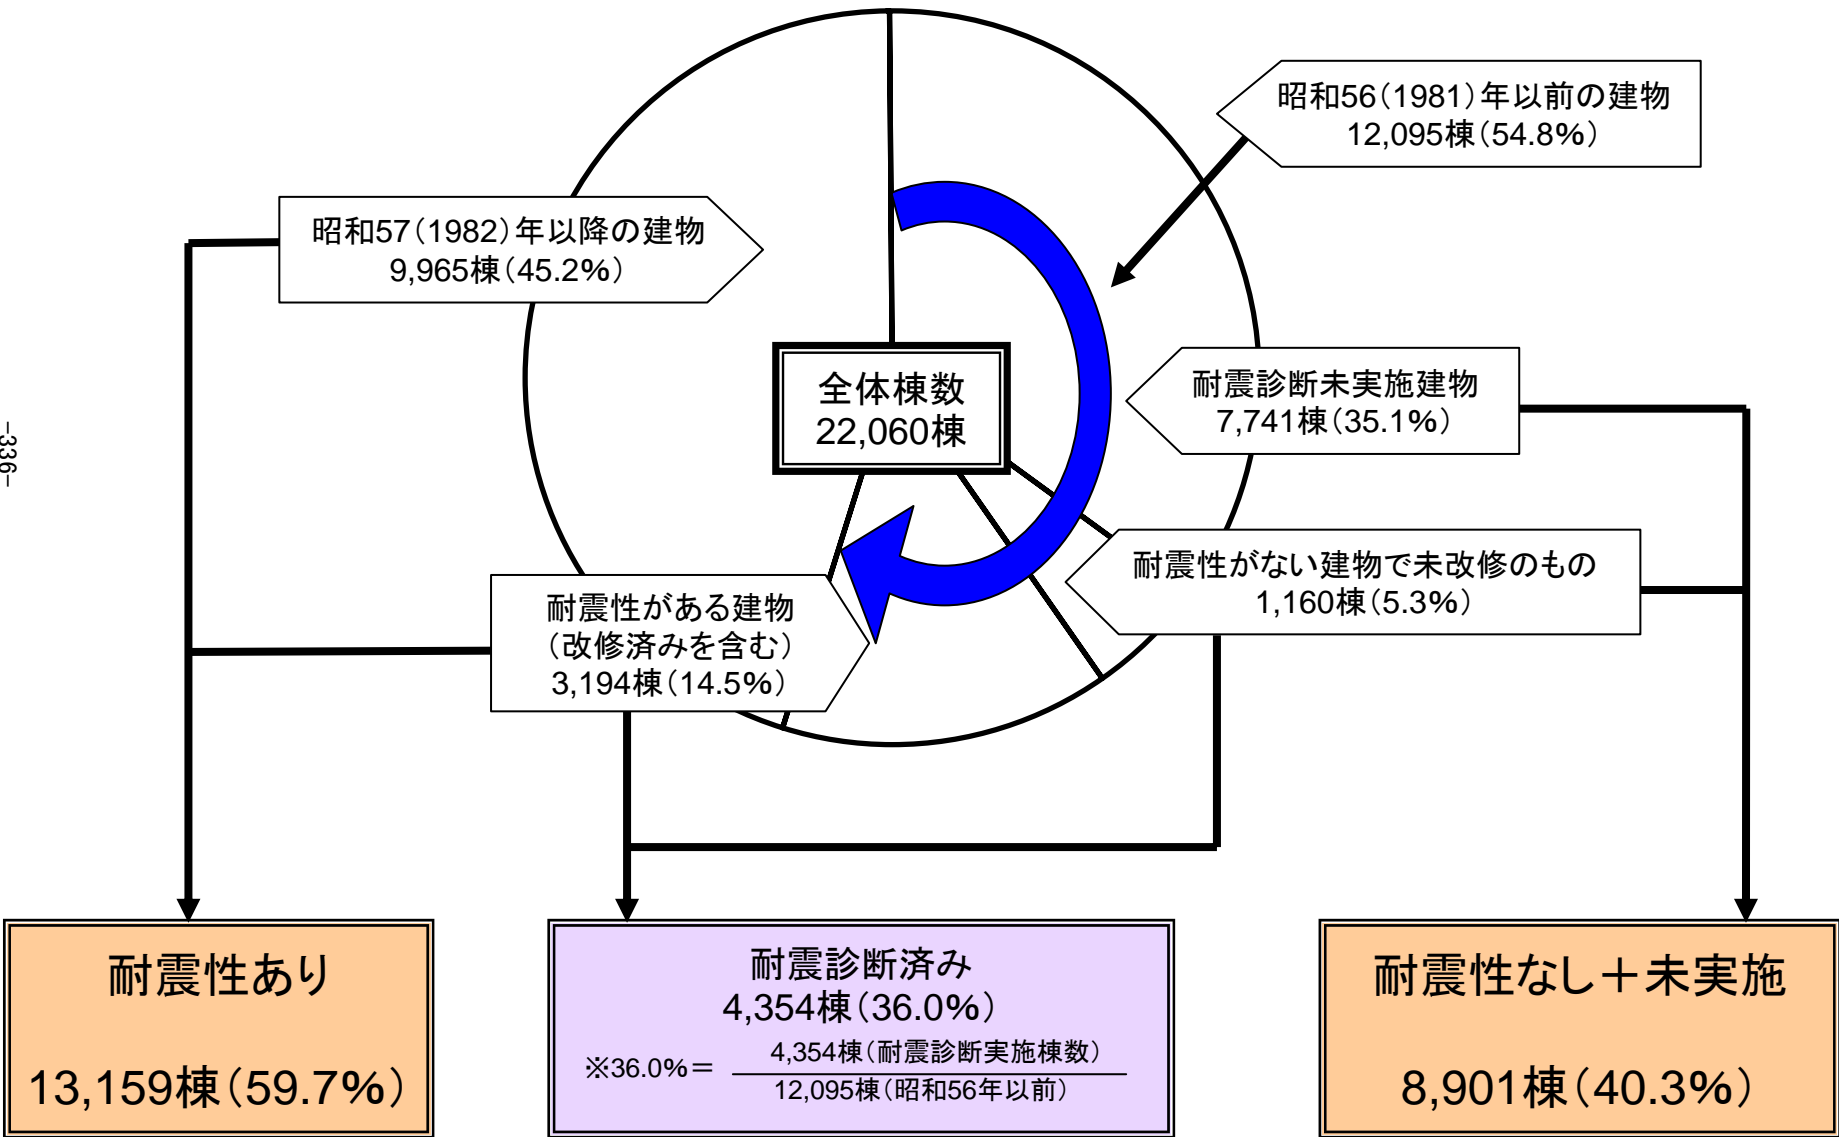 昭和56(1981)年以前の建物
12,095棟(54.8%)
昭和57(1982)年以降の建物
9,965棟(45.2%)
全体棟数
22,060棟
耐震診断未実施建物
7,741棟(35.1%)
耐震性がない建物で未改修のもの
1,160棟(5.3%)
耐震性がある建物
(改修済みを含む)
3,194棟(14.5%)
-336-
耐震性あり
13,159棟(59.7%)
耐震診断済み
4,354棟(36.0%)
※36.0%= 4,354棟(耐震診断実施棟数)
12,095棟(昭和56年以前)
耐震性なし+未実施
8,901棟(40.3%)